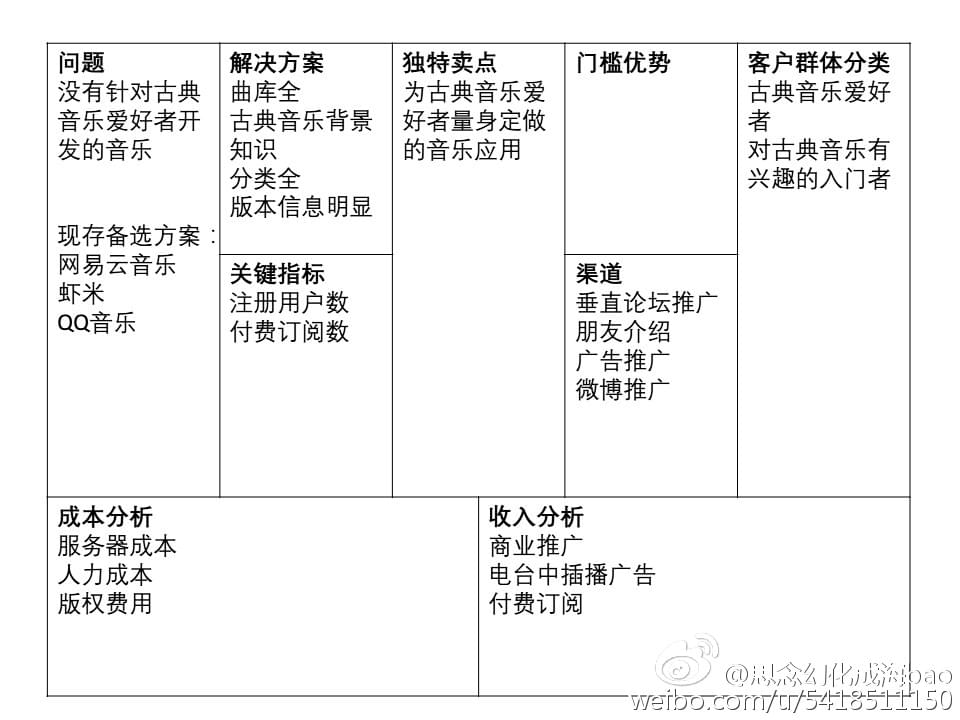 问题
没有针对古典
音乐爱好者开
发的音乐
现存备选方案：
网易云音乐
虾米
QQ音乐
解决方案
曲库全
古典音乐背景
知识
分类全
版本信息明显
关键指标
注册用户数
付费订阅数
独特卖点
为古典音乐爱
好者量身定做
的音乐应用
门槛优势
渠道
垂直论坛推广
朋友介绍
广告推广
微博推广
客户群体分类
古典音乐爱好
者
对古典音乐有
兴趣的入门者
成本分析
服务器成本
人力成本
版权费用
收入分析
商业推广
电台中插播广告
付费订阅
@思念幻化成海pao
weibo.com/u/5418511150